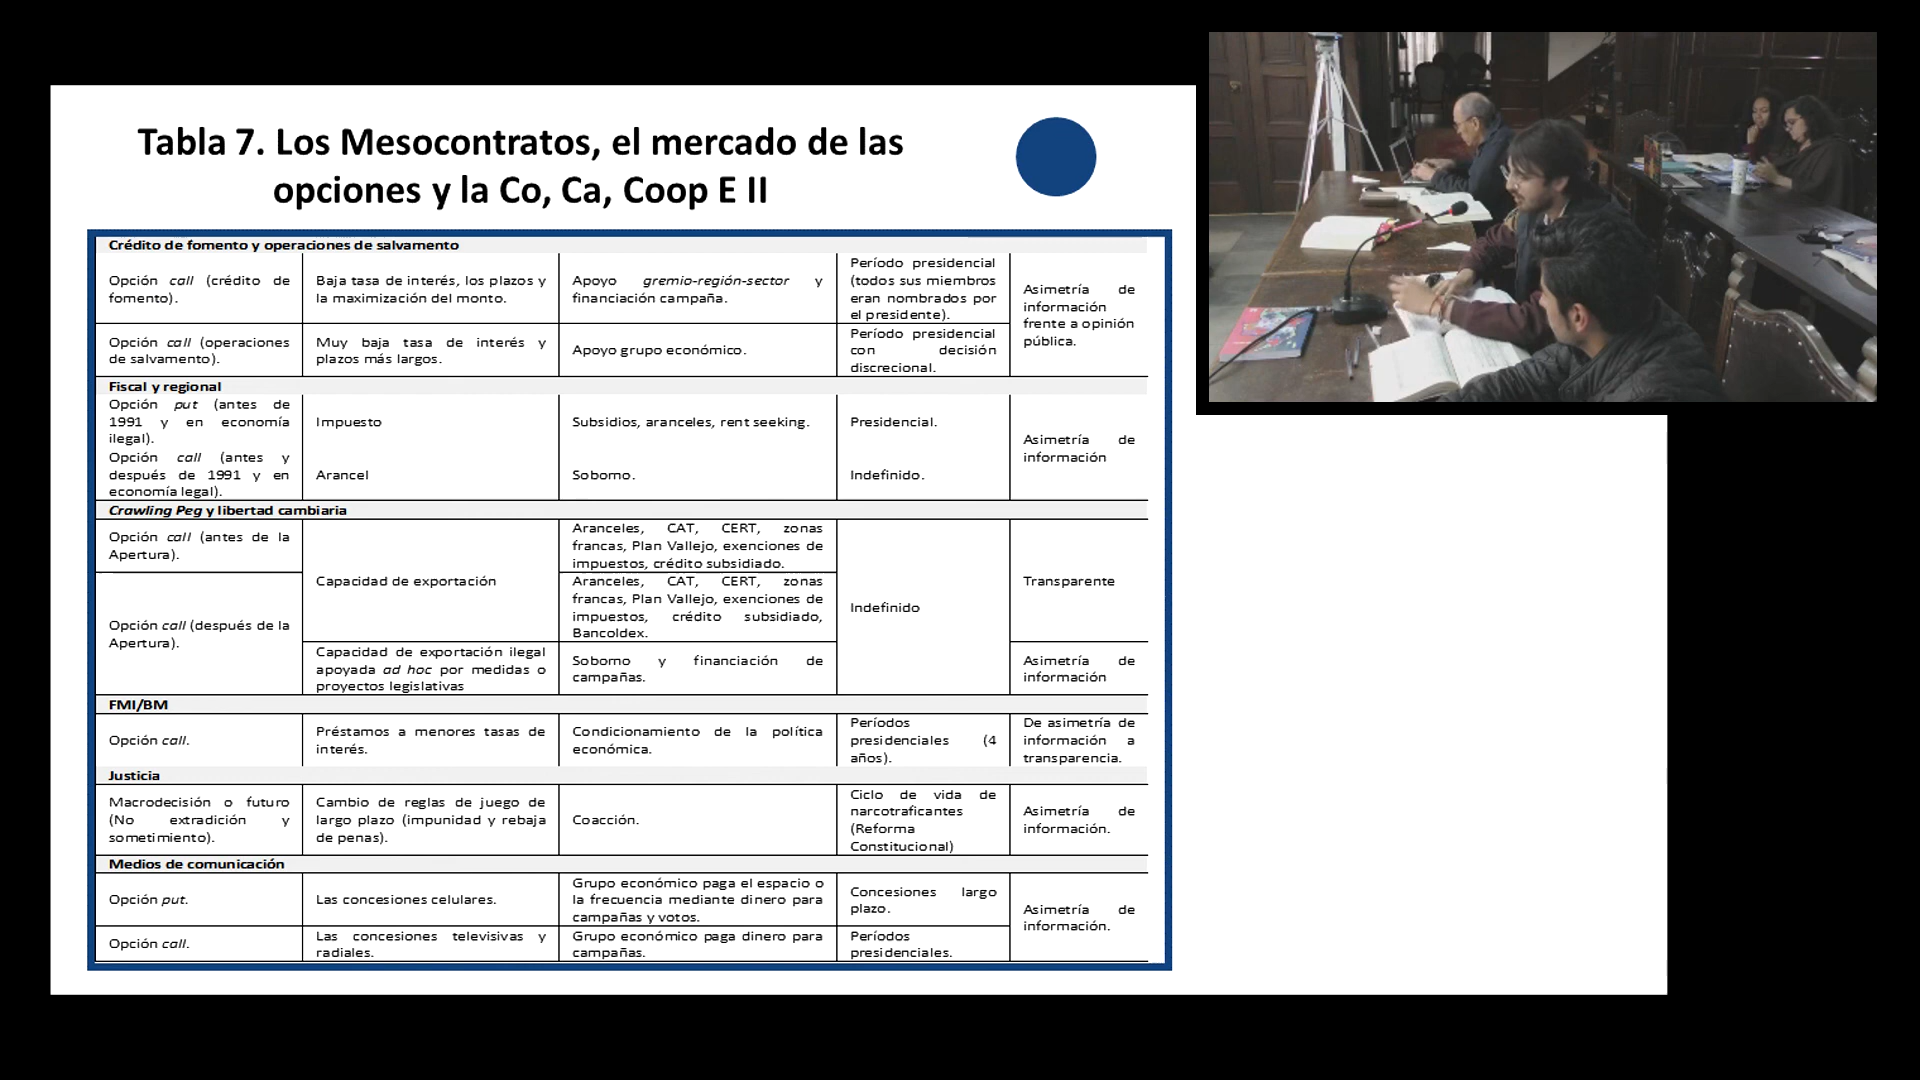 Tabla 7. Los Mesocontratos, el mercado de las
opciones y la Co, Ca, Coop E II
Crédito de fomento y operaciones de salvamento
Opción call (crédito de
fomento).
Baja tasa de interés, los plazos y
la maximización del monto.
Apoyo gremio-región-sector y
financiación campaña.
Período presidencial
(todos sus miembros
eran nombrados por
el presidente).
Asimetría de
información
frente a opinión
pública.
Opción call (operaciones
de salvamento).
Muy baja tasa de interés y
plazos más largos.
Apoyo grupo económico.
Período presidencial
con decisión
discrecional.
Fiscal y regional
Opción put (antes de
1991 y en economía
ilegal).
Impuesto
Subsidios, aranceles, rent seeking.
Presidencial.
Asimetría de
información
Opción call (antes y
después de 1991 y en
economía legal).
Arancel
Soborno.
Indefinido.
Crawling Peg y libertad cambiaria
Opción call (antes de la
Apertura).
Capacidad de exportación
Aranceles, CAT, CERT, zonas
francas, Plan Vallejo, exenciones de
impuestos, crédito subsidiado.
Indefinido
Transparente
Opción call (después de la
Apertura).
Aranceles, CAT, CERT, zonas
francas, Plan Vallejo, exenciones de
impuestos, crédito subsidiado,
Bancoldex.
Capacidad de exportación ilegal
apoyada ad hoc por medidas o
proyectos legislativas
Soborno y financiación de
campañas.
Asimetría de
información
FMI/BM
Opción call.
Préstamos a menores tasas de
interés.
Condicionamiento de la política
económica.
Períodos
presidenciales (4
años).
De asimetría de
información a
transparencia.
Justicia
Macrodecisión o futuro
(No extradición y
sometimiento).
Cambio de reglas de juego de
largo plazo (impunidad y rebaja
de penas).
Coacción.
Ciclo de vida de
narcotraficantes
(Reforma
Constitucional)
Asimetría de
información.
Medios de comunicación
Opción put.
Las concesiones celulares.
Grupo económico paga el espacio o
la frecuencia mediante dinero para
campañas y votos.
Concesiones largo
plazo.
Asimetría de
información.
Opción call.
Las concesiones televisivas y
radiales.
Grupo económico paga dinero para
campañas.
Períodos
presidenciales.